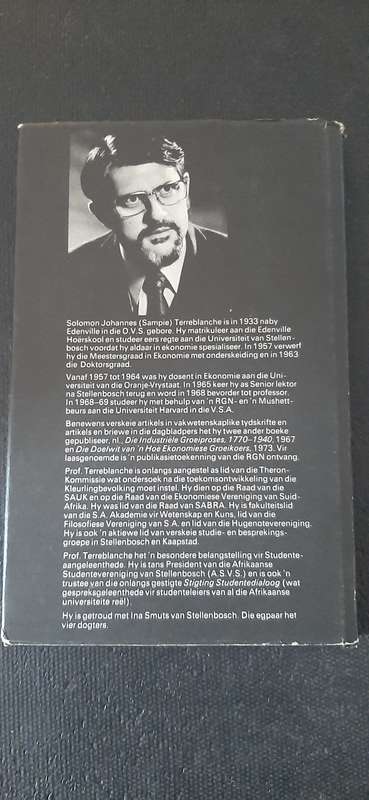 Solomon Johannes (Sampie) Terreblanche is in 1933 naby
Edenville in die O.V.S. gebore. Hy matrikuleer aan die Edenville
Hoërskool en studeer eers regte aan die Universiteit van Stellen-
bosch voordat hy aldaar in ekonomie spesialiseer. In 1957 verwerf
hy die Meestersgraad in Ekonomie met onderskeiding en in 1963
die Doktorsgraad.
Vanaf 1957 tot 1964 was hy dosent in Ekonomie aan die Uni-
versiteit van die Oranje-Vrystaat. In 1965 keer hy as Senior lektor
na Stellenbosch terug en word in 1968 bevorder tot professor.
In 1968-69 studeer hy met behulp van 'n RGN- en 'n Mushett-
beurs aan die Universiteit Harvard in die V.S.A.
Benewens verskeie artikels in vakwetenskaplike tydskrifte en
artikels en briewe in die dagbladpers het hy twee ander boeke
gepubliseer, nl., Die Industriële Groeiproses, 1770-1940, 1967
en Die Doelwit van 'n Hoë Ekonomiese Groeikoers, 1973. Vir
laasgenoemde is 'n publikasietoekenning van die RGN ontvang.
Prof. Terreblanche is onlangs aangestel as lid van die Theron-
Kommissie wat ondersoek na die toekomsontwikkeling van die
Kleurlingbevolking moet instel. Hy dien op die Raad van die
SAUK en op die Raad van die Ekonomiese Vereniging van Suid-
Afrika. Hy was lid van die Raad van SABRA. Hy is fakulteitslid
van die S.A. Akademie vir Wetenskap en Kuns, lid van die
Filosofiese Vereniging van S.A. en lid van die Hugenotevereniging.
Hy is ook 'n aktiewe lid van verskeie studie- en besprekings-
groepe in Stellenbosch en Kaapstad.
Prof. Terreblanche het 'n besondere belangstelling vir Studente-
aangeleenthede. Hy is tans President van die Afrikaanse
Studentevereniging van Stellenbosch (A.S.V.S.) en is ook 'n
trustee van die onlangs gestigte Stigting Studentedialoog (wat
gespreksgeleenthede vir studenteleiers van al die Afrikaanse
universiteite reël).
Hy is getroud met Ina Smuts van Stellenbosch. Die egpaar het
vier dogters.